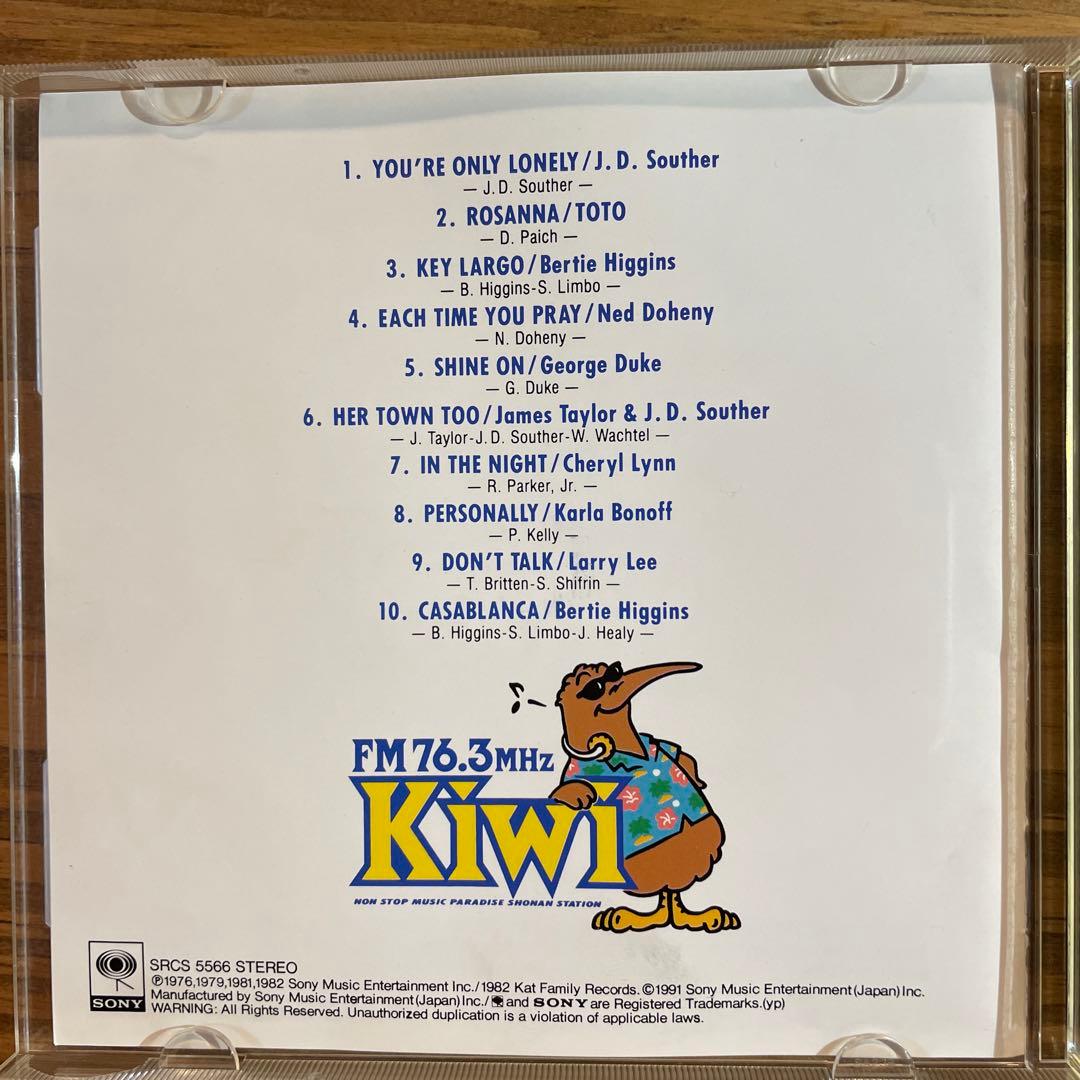 1. YOU'RE ONLY LONELY/J.D. Souther
— J.D. Souther —
2. ROSANNA/TOTO
— D. Paich —
3. KEY LARGO/Bertie Higgins
— B. Higgins-S. Limbo —
4. EACH TIME YOU PRAY/Ned Doheny
— N. Doheny —
5. SHINE ON/George Duke
— G. Duke —
6. HER TOWN TOO/James Taylor & J.D. Souther
— J. Taylor-J.D. Souther-W. Wachtel —
7. IN THE NIGHT/Cheryl Lynn
— R. Parker, Jr. —
8. PERSONALLY/Karla Bonoff
— P. Kelly —
9. DON'T TALK/Larry Lee
— T. Britten-S. Shifrin —
10. CASABLANCA/Bertie Higgins
— B. Higgins-S. Limbo-J. Healy —
FM 76.3MHz
Kiwi
NON STOP MUSIC PARADISE SHONAN STATION
SONY
SRCS 5566 STEREO
℗1976,1979,1981,1982 Sony Music Entertainment Inc./1982 Kat Family Records. ©1991 Sony Music Entertainment (Japan) Inc.
Manufactured by Sony Music Entertainment (Japan) Inc./ and SONY are Registered Trademarks. (yp)
WARNING: All Rights Reserved. Unauthorized duplication is a violation of applicable laws.